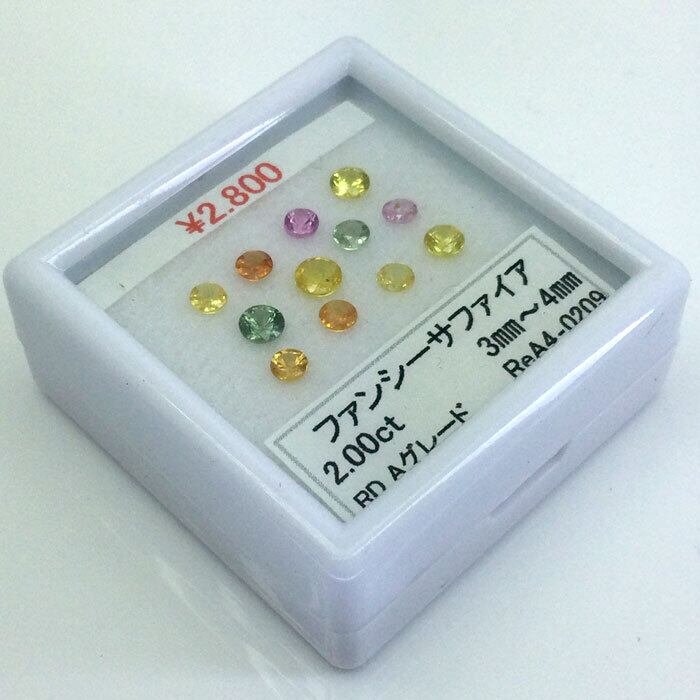 ¥2.800
ファンシーサファイア
2.00ct 3mm～4mm
RD Aグレード ReA4-0209